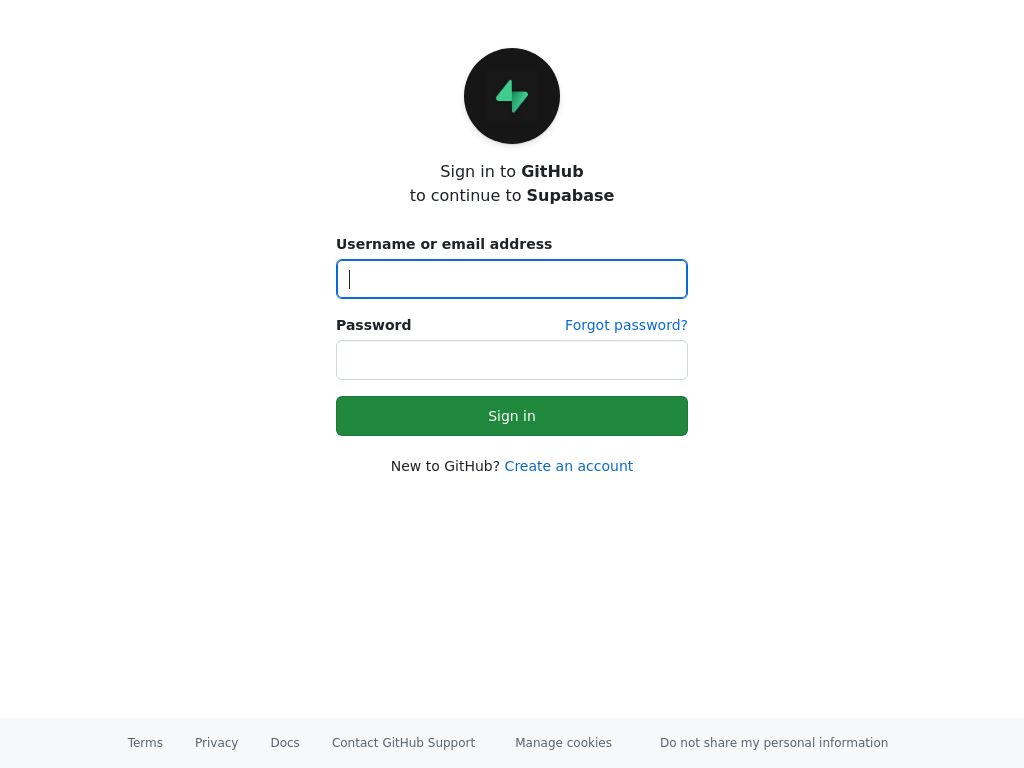 Sign in to GitHub
to continue to Supabase
Username or email address
Password
Forgot password?
Sign in
New to GitHub? Create an account
Terms
Privacy
Docs
Contact GitHub Support
Manage cookies
Do not share my personal information